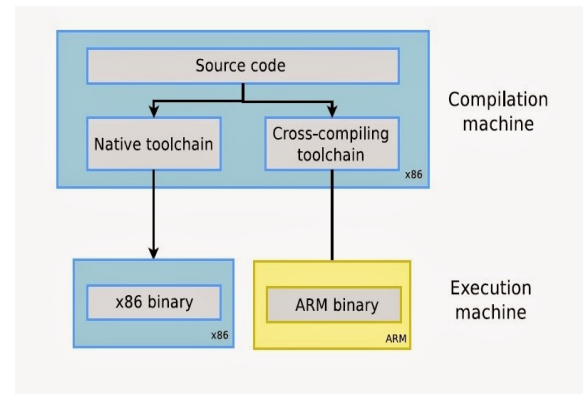 Source code
Compilation
machine
Native toolchain
Cross-compiling
toolchain
x86
x86 binary
x86
ARM binary
ARM
Execution
machine